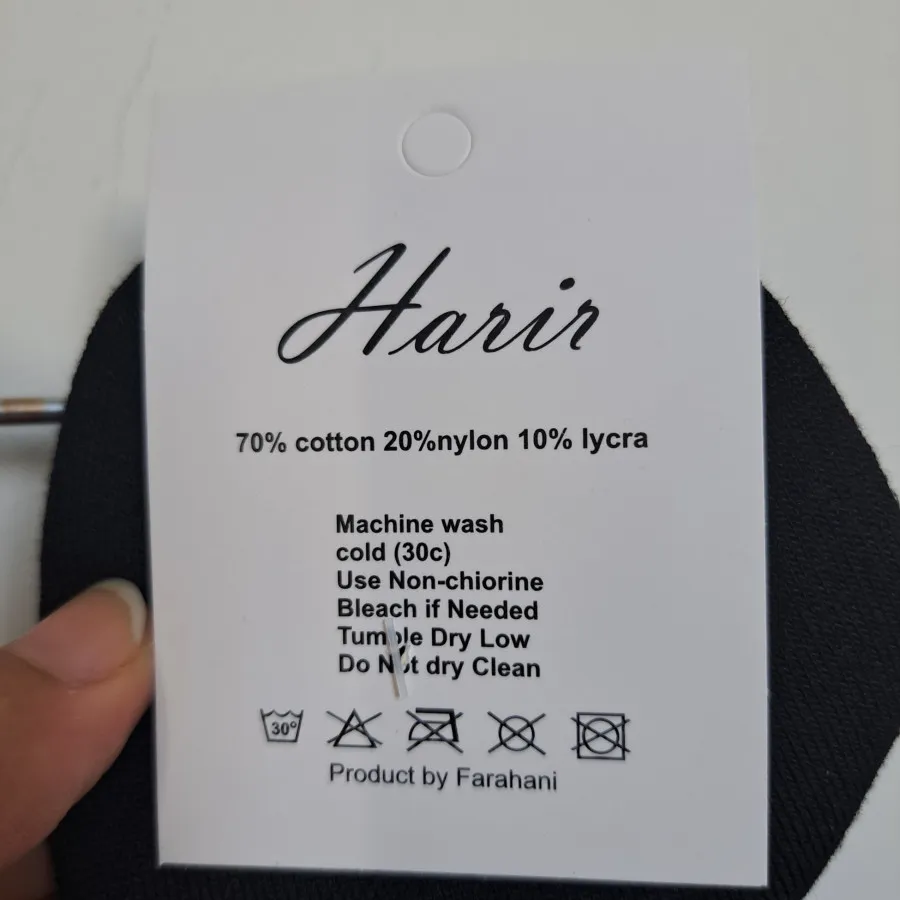 Harir
70% cotton 20%nylon 10% lycra
Machine wash
cold (30c)
Use Non-chiorine
Bleach if Needed
Tumble Dry Low
Do Not dry Clean
30°
Product by Farahani